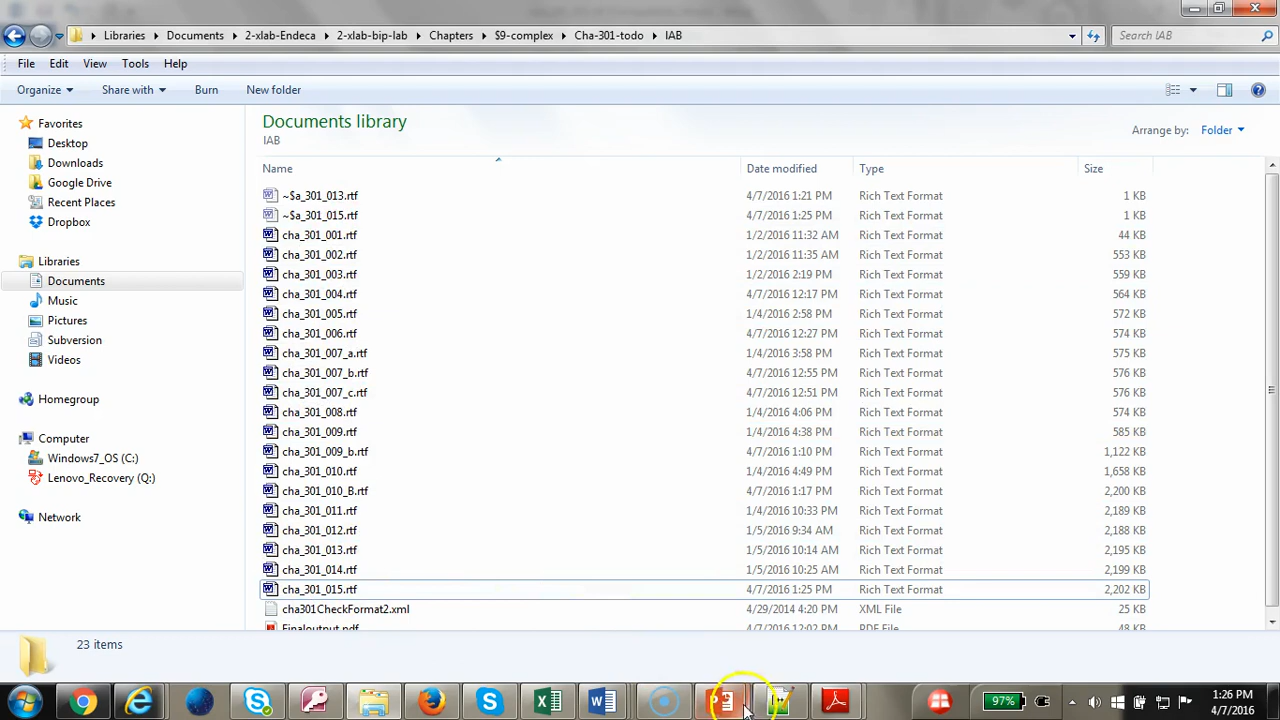 Libraries Documents 2-xlab-Endeca 2-xlab-bip-lab Chapters $9-complex Cha-301-todo IAB Search IAB
File Edit View Tools Help
Organize Share with Burn New folder
Favorites
Desktop
Downloads
Google Drive
Recent Places
Dropbox
Libraries
Documents
Music
Pictures
Subversion
Videos
Homegroup
Computer
Windows7_OS (C:)
Lenovo_Recovery (Q:)
Network
Documents library
IAB
Arrange by: Folder
Name Date modified Type Size
~$a_301_013.rtf 4/7/2016 1:21 PM Rich Text Format 1 KB
~$a_301_015.rtf 4/7/2016 1:25 PM Rich Text Format 1 KB
cha_301_001.rtf 1/2/2016 11:32 AM Rich Text Format 44 KB
cha_301_002.rtf 1/2/2016 11:35 AM Rich Text Format 553 KB
cha_301_003.rtf 1/2/2016 2:19 PM Rich Text Format 559 KB
cha_301_004.rtf 4/7/2016 12:17 PM Rich Text Format 564 KB
cha_301_005.rtf 1/4/2016 2:58 PM Rich Text Format 572 KB
cha_301_006.rtf 4/7/2016 12:27 PM Rich Text Format 574 KB
cha_301_007_a.rtf 1/4/2016 3:58 PM Rich Text Format 575 KB
cha_301_007_b.rtf 4/7/2016 12:55 PM Rich Text Format 576 KB
cha_301_007_c.rtf 4/7/2016 12:51 PM Rich Text Format 576 KB
cha_301_008.rtf 1/4/2016 4:06 PM Rich Text Format 574 KB
cha_301_009.rtf 1/4/2016 4:38 PM Rich Text Format 585 KB
cha_301_009_b.rtf 4/7/2016 1:10 PM Rich Text Format 1,122 KB
cha_301_010.rtf 1/4/2016 4:49 PM Rich Text Format 1,658 KB
cha_301_010_B.rtf 4/7/2016 1:17 PM Rich Text Format 2,200 KB
cha_301_011.rtf 1/4/2016 10:33 PM Rich Text Format 2,189 KB
cha_301_012.rtf 1/5/2016 9:34 AM Rich Text Format 2,188 KB
cha_301_013.rtf 1/5/2016 10:14 AM Rich Text Format 2,195 KB
cha_301_014.rtf 1/5/2016 10:25 AM Rich Text Format 2,199 KB
cha_301_015.rtf 4/7/2016 1:25 PM Rich Text Format 2,202 KB
cha301CheckFormat2.xml 4/29/2014 4:20 PM XML File 25 KB
Finaloutput.pdf 4/7/2016 12:02 PM PDF File 48 KB
23 items
97%
1:26 PM
4/7/2016